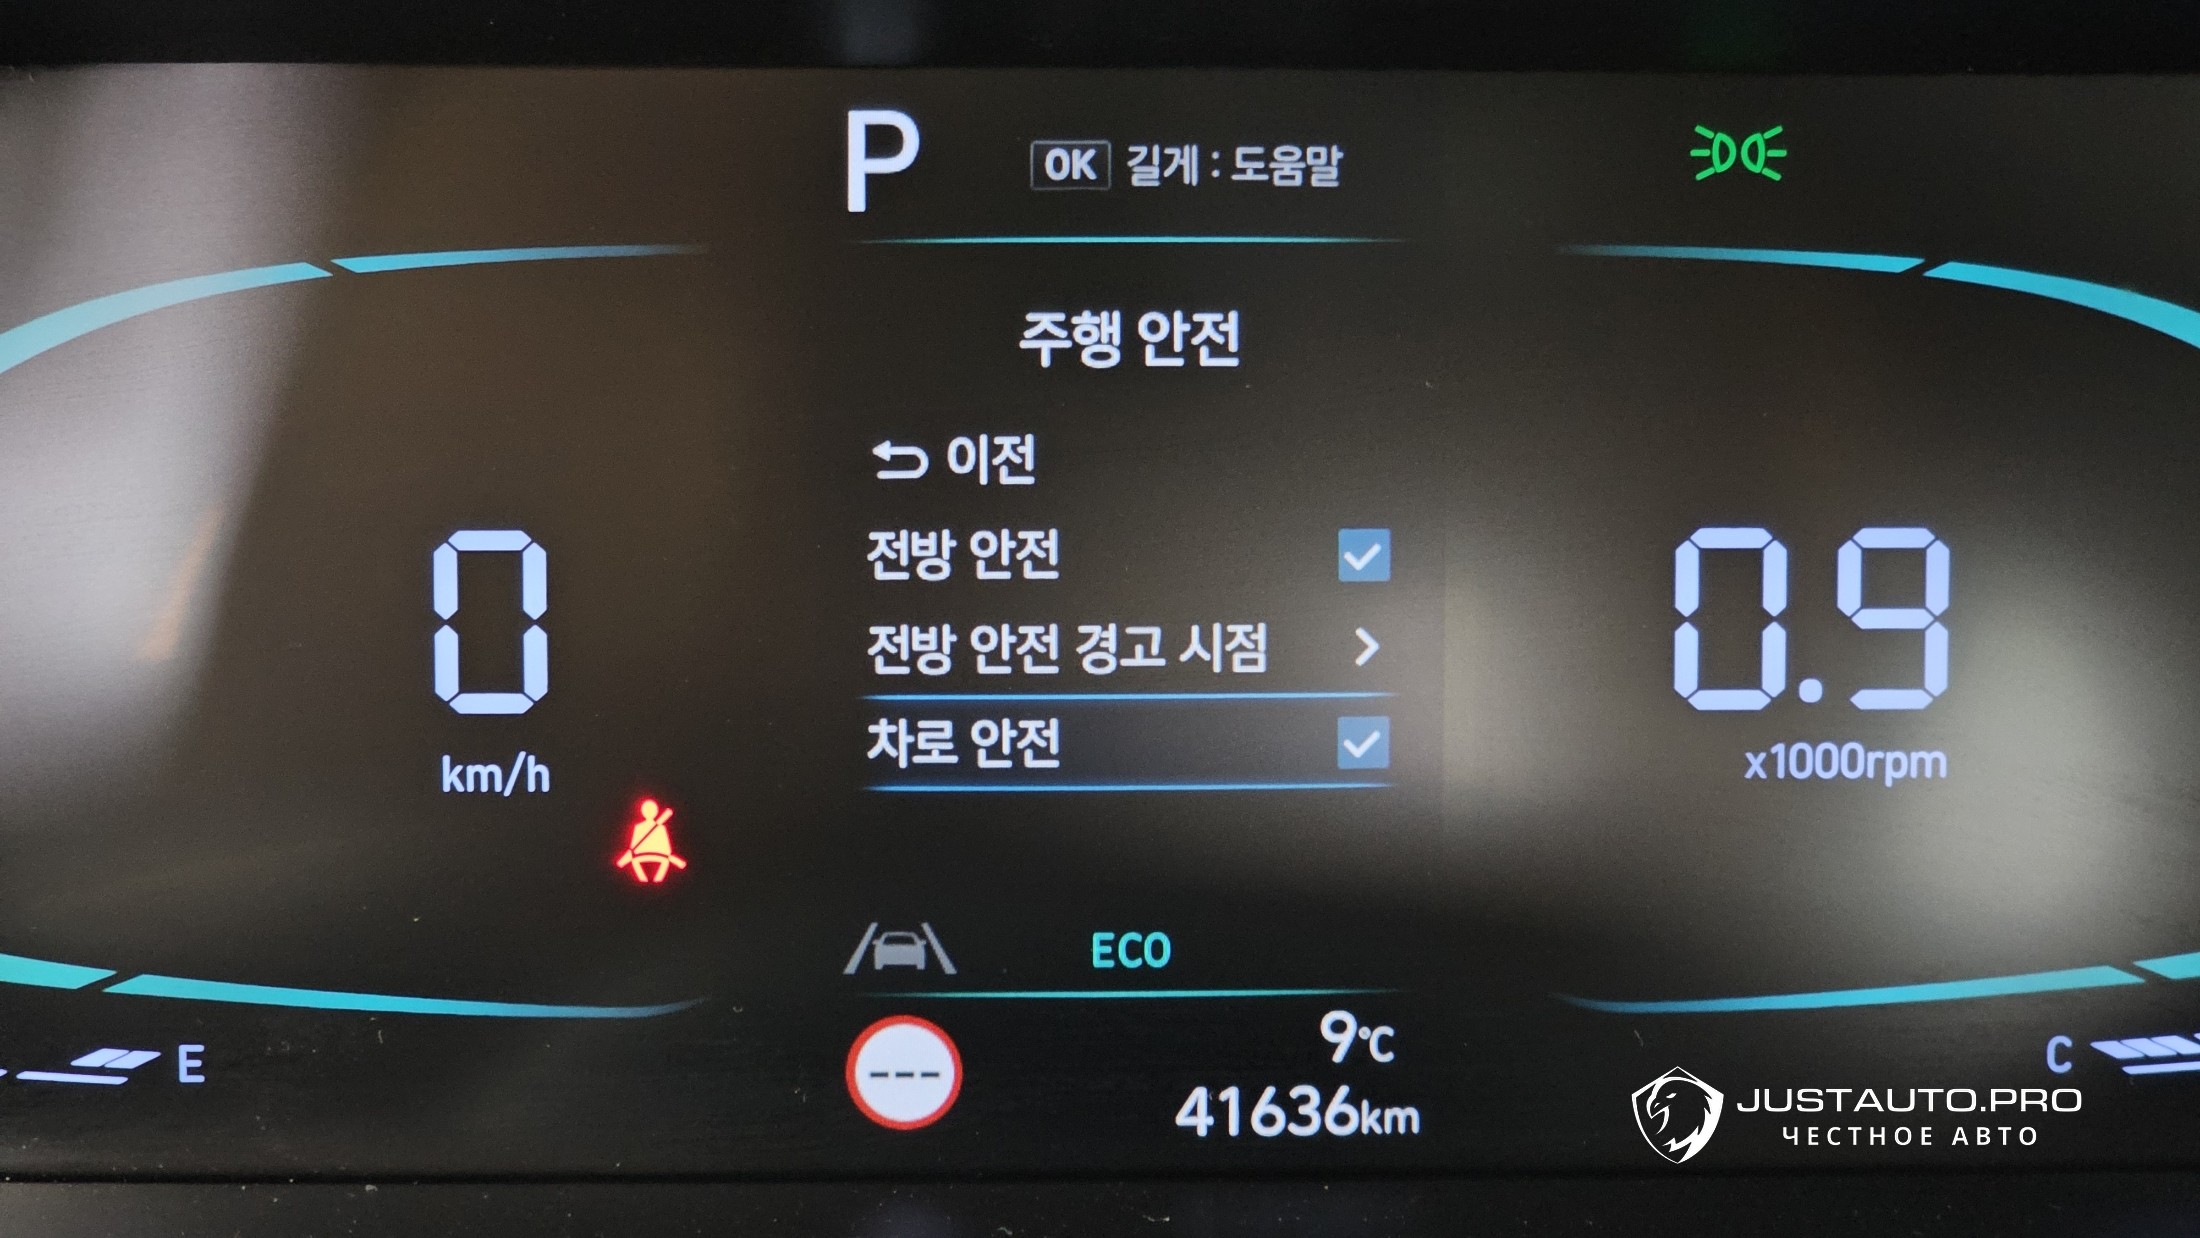 P
OK 길게 : 도움말
주행 안전
이전
전방 안전
전방 안전 경고 시점
차로 안전
0
km/h
0.9
x1000rpm
ECO
---
9°C
41636km
E
C
JUSTAUTO.PRO
ЧЕСТНОЕ АВТО